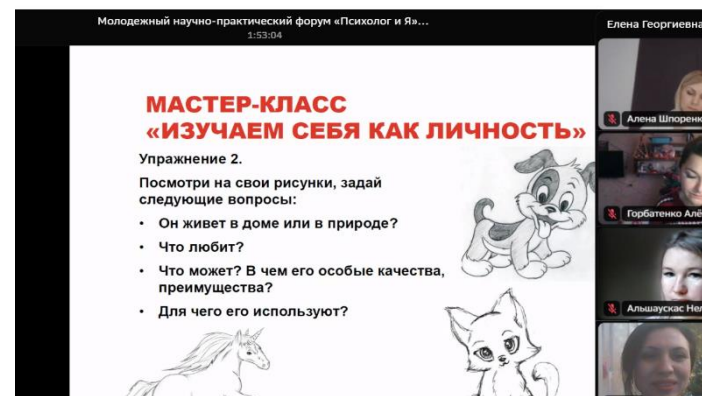 Молодежный научно-практический форум «Психолог и Я»...
1:53:04
Елена Георгиевна
МАСТЕР-КЛАСС
«ИЗУЧАЕМ СЕБЯ КАК ЛИЧНОСТЬ»
Упражнение 2.
Посмотри на свои рисунки, задай
следующие вопросы:
• Он живет в доме или в природе?
• Что любит?
• Что может? В чем его особые качества,
преимущества?
• Для чего его используют?
Алена Шпоренк
Горбатенко Алё
Альшаускас Нел